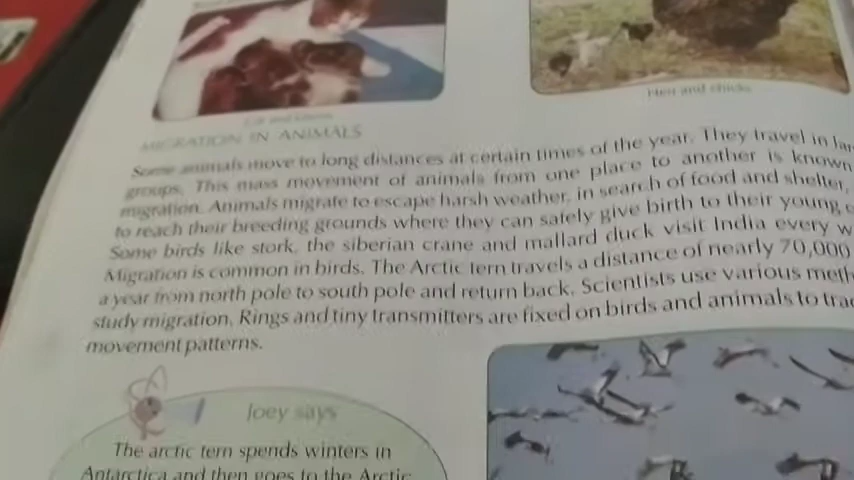 Cat and kittens
Hen and chicks
MIGRATION IN ANIMALS
Some animals move to long distances at certain times of the year. They travel in
groups. This mass movement of animals from one place to another is known
migration. Animals migrate to escape harsh weather, in search of food and shelter,
to reach their breeding grounds where they can safely give birth to their young
Some birds like stork, the siberian crane and mallard duck visit India every
Migration is common in birds. The Arctic tern travels a distance of nearly 70,000
a year from north pole to south pole and return back. Scientists use various
study migration. Rings and tiny transmitters are fixed on birds and animals to
movement patterns.
Joey says
The arctic tern spends winters in
Antarctica and then goes to the Arctic